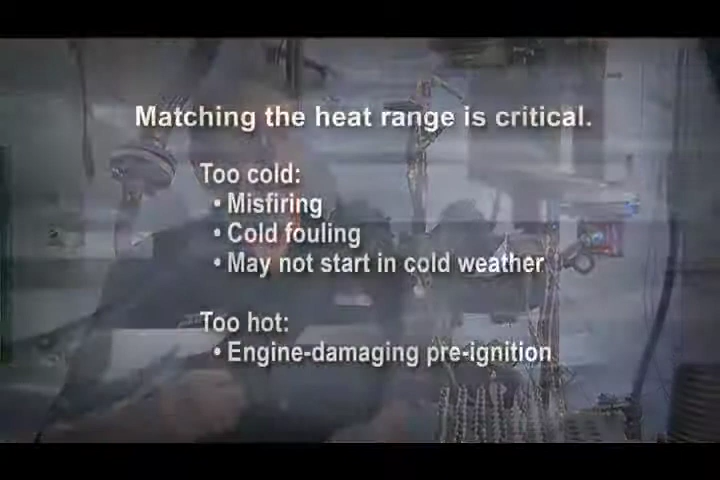 Matching the heat range is critical.
Too cold:
• Misfiring
• Cold fouling
• May not start in cold weather
Too hot:
• Engine-damaging pre-ignition